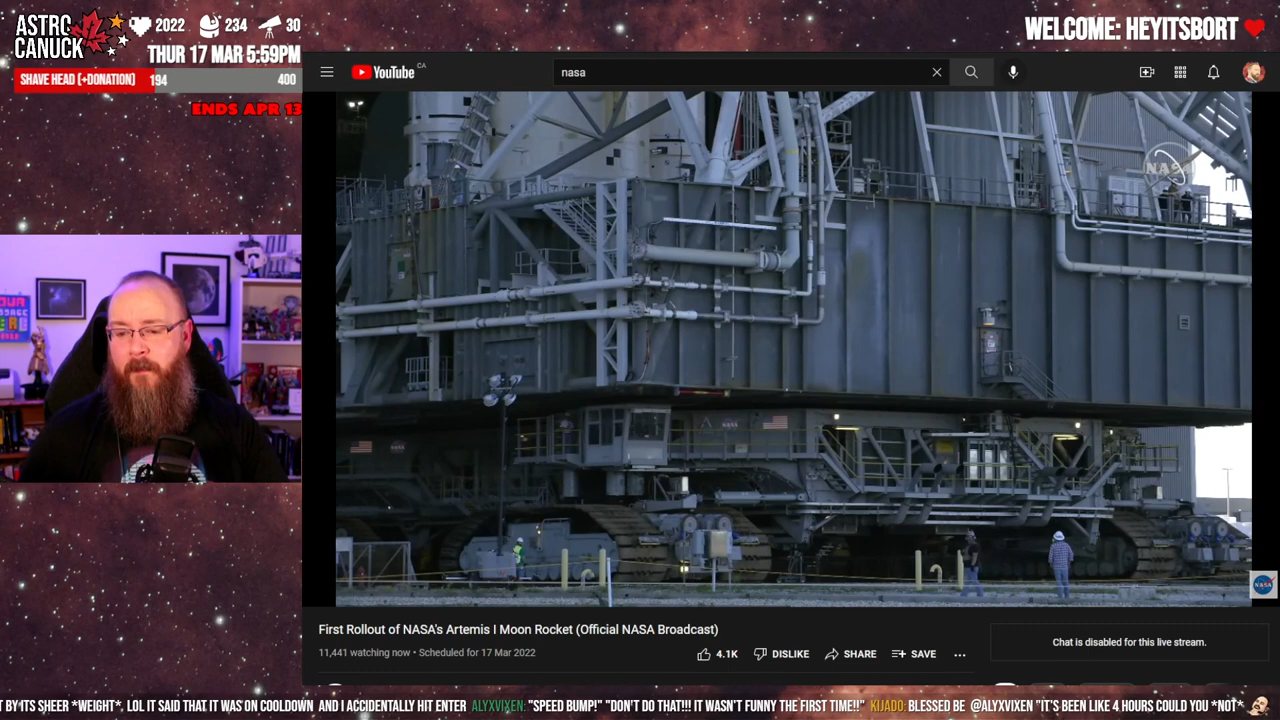 ASTRO
CANUCK
2022
234
30
THUR 17 MAR 5:59PM
SHAVE HEAD (+DONATION)
194
400
ENDS APR 13
WELCOME: HEYITSBORT
YouTube CA
nasa
NASA
NASA
First Rollout of NASA's Artemis I Moon Rocket (Official NASA Broadcast)
11,441 watching now • Scheduled for 17 Mar 2022
4.1K
DISLIKE
SHARE
SAVE
...
Chat is disabled for this live stream.
T BY ITS SHEER *WEIGHT* LOL IT SAID THAT IT WAS ON COOLDOWN AND I ACCIDENTALLY HIT ENTER ALYXVIXEN: "SPEED BUMP!" "DON'T DO THAT!!! IT WASN'T FUNNY THE FIRST TIME!!" KIJADO: BLESSED BE @ALYXVIXEN "IT'S BEEN LIKE 4 HOURS COULD YOU *NOT*